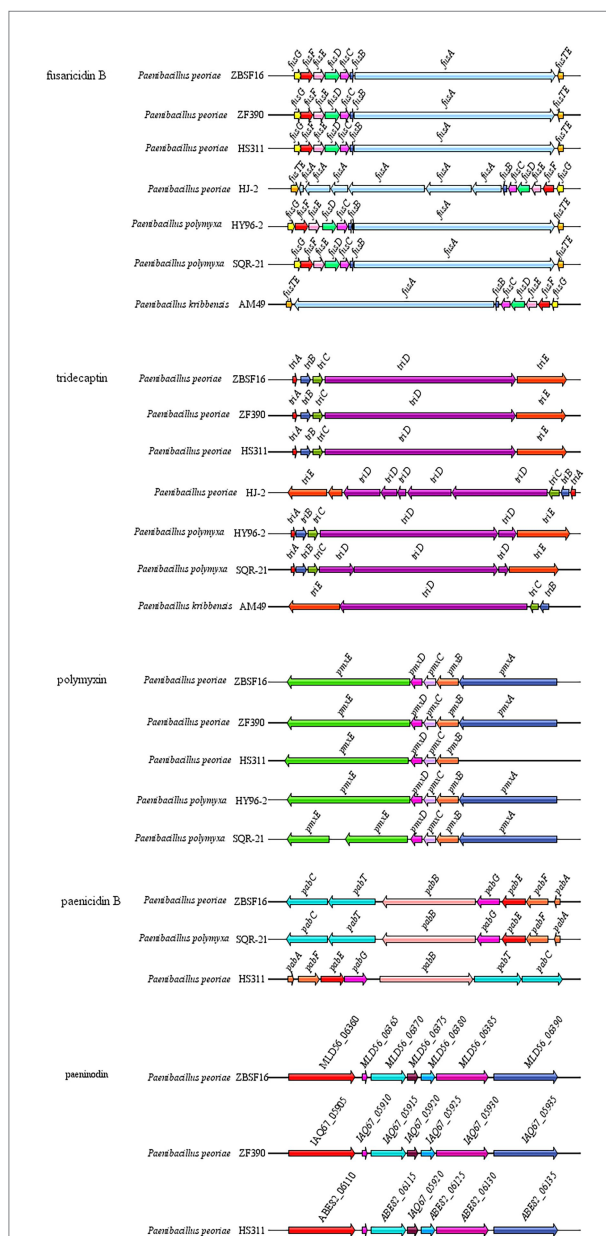 fusaricidin B
fusG fusF fusE fusD fusC fusB fusA fusTE
Paenibacillus peoriae ZBSF16
fusG fusF fusE fusD fusC fusB fusA fusTE
Paenibacillus peoriae ZF390
fusG fusF fusE fusD fusC fusB fusA fusTE
Paenibacillus peoriae HS311
fusTE fusA fusA fusA fusA fusA fusA fusB fusC fusD fusE fusF fusG
Paenibacillus peoriae HJ-2
fusG fusF fusE fusD fusC fusB fusA fusTE
Paenibacillus polymyxa HY96-2
fusG fusF fusE fusD fusC fusB fusA fusTE
Paenibacillus polymyxa SQR-21
fusTE fusA fusB fusC fusD fusE fusF fusG
Paenibacillus kribbensis AM49
tridecaptin
triA triB triC triD triE
Paenibacillus peoriae ZBSF16
triA triB triC triD triE
Paenibacillus peoriae ZF390
triA triB triC triD triE
Paenibacillus peoriae HS311
triE triD triD triD triD triD triC triB triA
Paenibacillus peoriae HJ-2
triA triB triC triD triD triE
Paenibacillus polymyxa HY96-2
triA triB triC triD triD triD triE
Paenibacillus polymyxa SQR-21
triE triD triC triB
Paenibacillus kribbensis AM49
polymyxin
pmxE pmxD pmxC pmxB pmxA
Paenibacillus peoriae ZBSF16
pmxE pmxD pmxC pmxB pmxA
Paenibacillus peoriae ZF390
pmxE pmxD pmxC pmxB
Paenibacillus peoriae HS311
pmxE pmxD pmxC pmxB pmxA
Paenibacillus polymyxa HY96-2
pmxE pmxE pmxD pmxC pmxB pmxA
Paenibacillus polymyxa SQR-21
paenicidin B
pabC pabT pabB pabG pabE pabF pabA
Paenibacillus peoriae ZBSF16
pabC pabT pabB pabG pabE pabF pabA
Paenibacillus polymyxa SQR-21
pabA pabF pabE pabG pabB pabT pabC
Paenibacillus peoriae HS311
paeninodin
MLD56_06360 MLD56_06365 MLD56_06370 MLD56_06375 MLD56_06380 MLD56_06385 MLD56_06390
Paenibacillus peoriae ZBSF16
IAQ67_05905 IAQ67_05910 IAQ67_05915 IAQ67_05920 IAQ67_05925 IAQ67_05930 IAQ67_05935
Paenibacillus peoriae ZF390
ABE82_06110 ABE82_06115 IAQ67_05920 ABE82_06125 ABE82_06130 ABE82_06135
Paenibacillus peoriae HS311